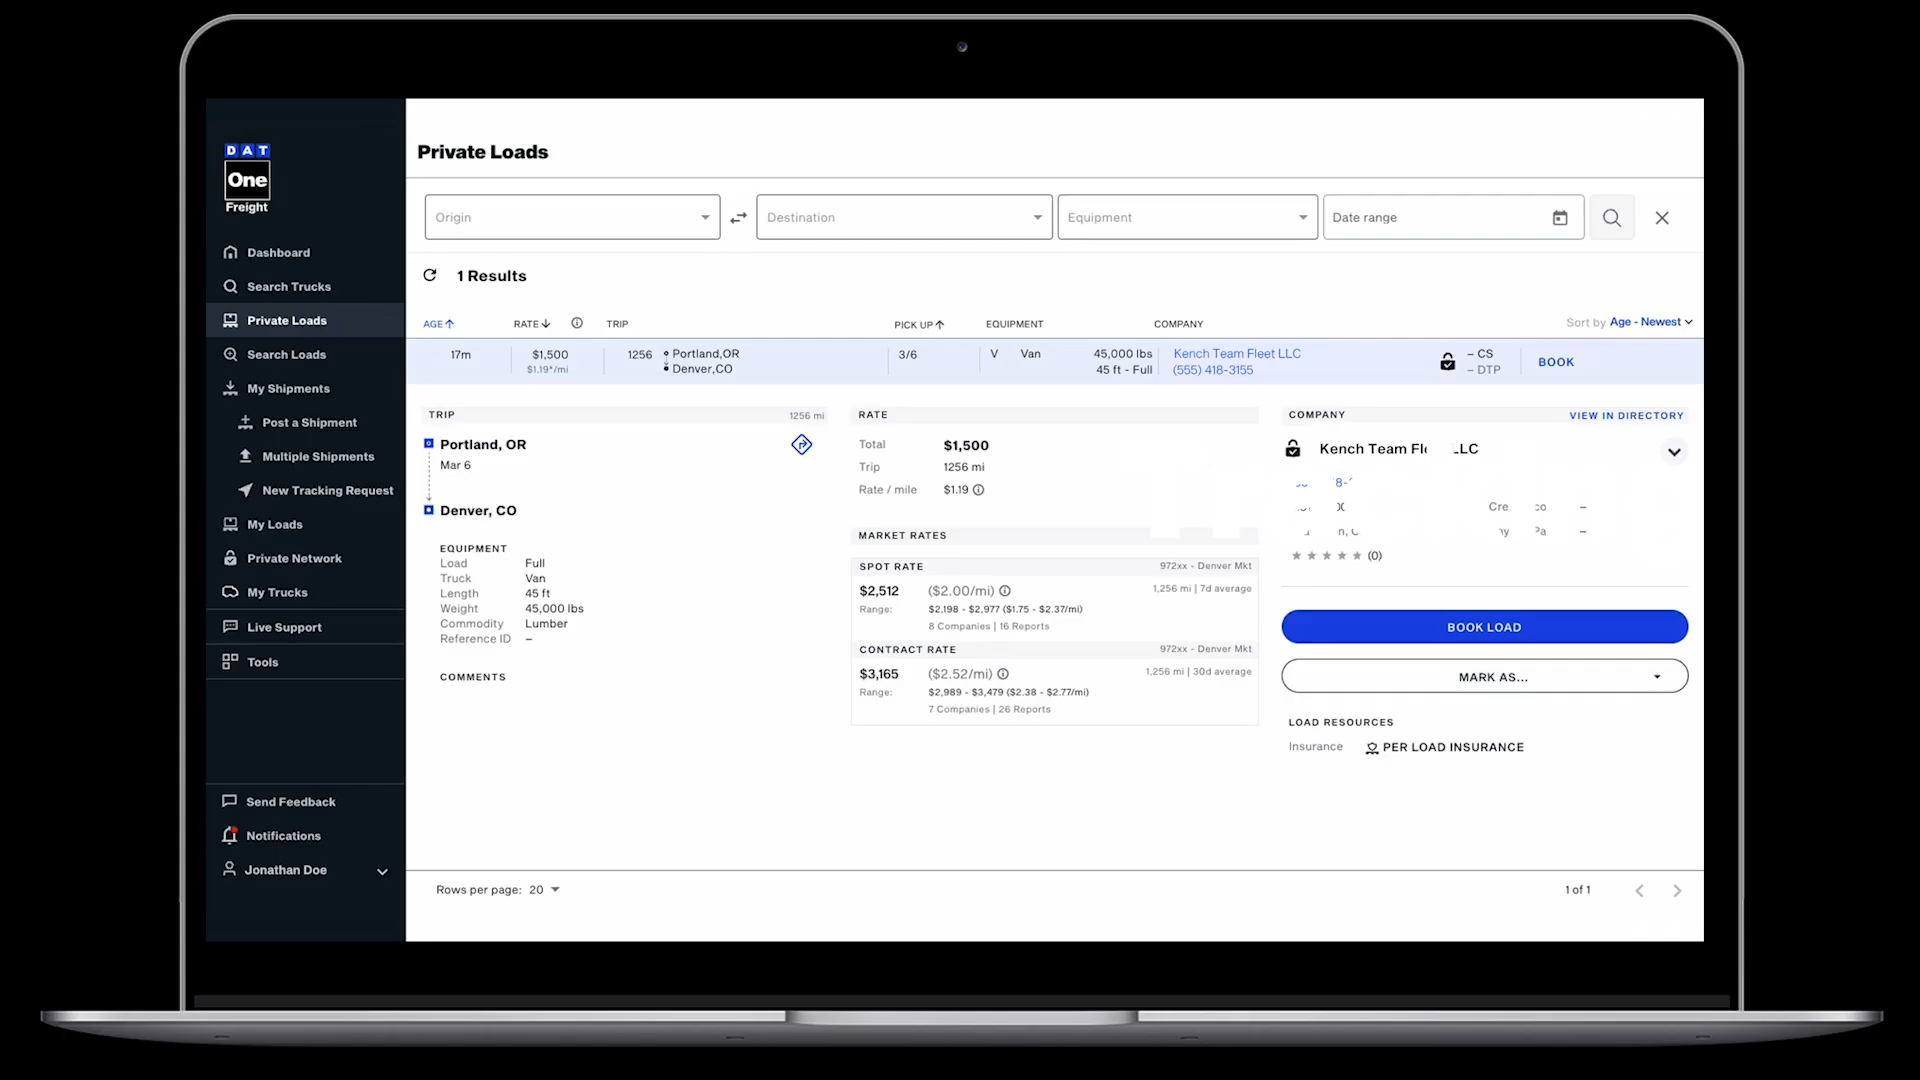 DAT
One
Freight
Dashboard
Search Trucks
Private Loads
Search Loads
My Shipments
Post a Shipment
Multiple Shipments
New Tracking Request
My Loads
Private Network
My Trucks
Live Support
Tools
Send Feedback
Notifications
Jonathan Doe
Private Loads
Origin Destination Equipment Date range
1 Results
AGE RATE TRIP PICK UP EQUIPMENT COMPANY Sort by Age - Newest
17m $1,500 1256 Portland,OR 3/6 V Van 45,000 lbs Kench Team Fleet LLC – CS BOOK
$1.19*/mi Denver,CO 45 ft - Full (555) 418-3155 – DTP
TRIP 1256 mi
Portland, OR
Mar 6
Denver, CO
EQUIPMENT
Load Full
Truck Van
Length 45 ft
Weight 45,000 lbs
Commodity Lumber
Reference ID –
COMMENTS
RATE
Total $1,500
Trip 1256 mi
Rate / mile $1.19
MARKET RATES
SPOT RATE 972xx - Denver Mkt
$2,512 ($2.00/mi) 1,256 mi | 7d average
Range: $2,198 - $2,977 ($1.75 - $2.37/mi)
8 Companies | 16 Reports
CONTRACT RATE 972xx - Denver Mkt
$3,165 ($2.52/mi) 1,256 mi | 30d average
Range: $2,989 - $3,479 ($2.38 - $2.77/mi)
7 Companies | 26 Reports
COMPANY VIEW IN DIRECTORY
Kench Team LLC
(0)
BOOK LOAD
MARK AS...
LOAD RESOURCES
Insurance PER LOAD INSURANCE
Rows per page: 20
1 of 1